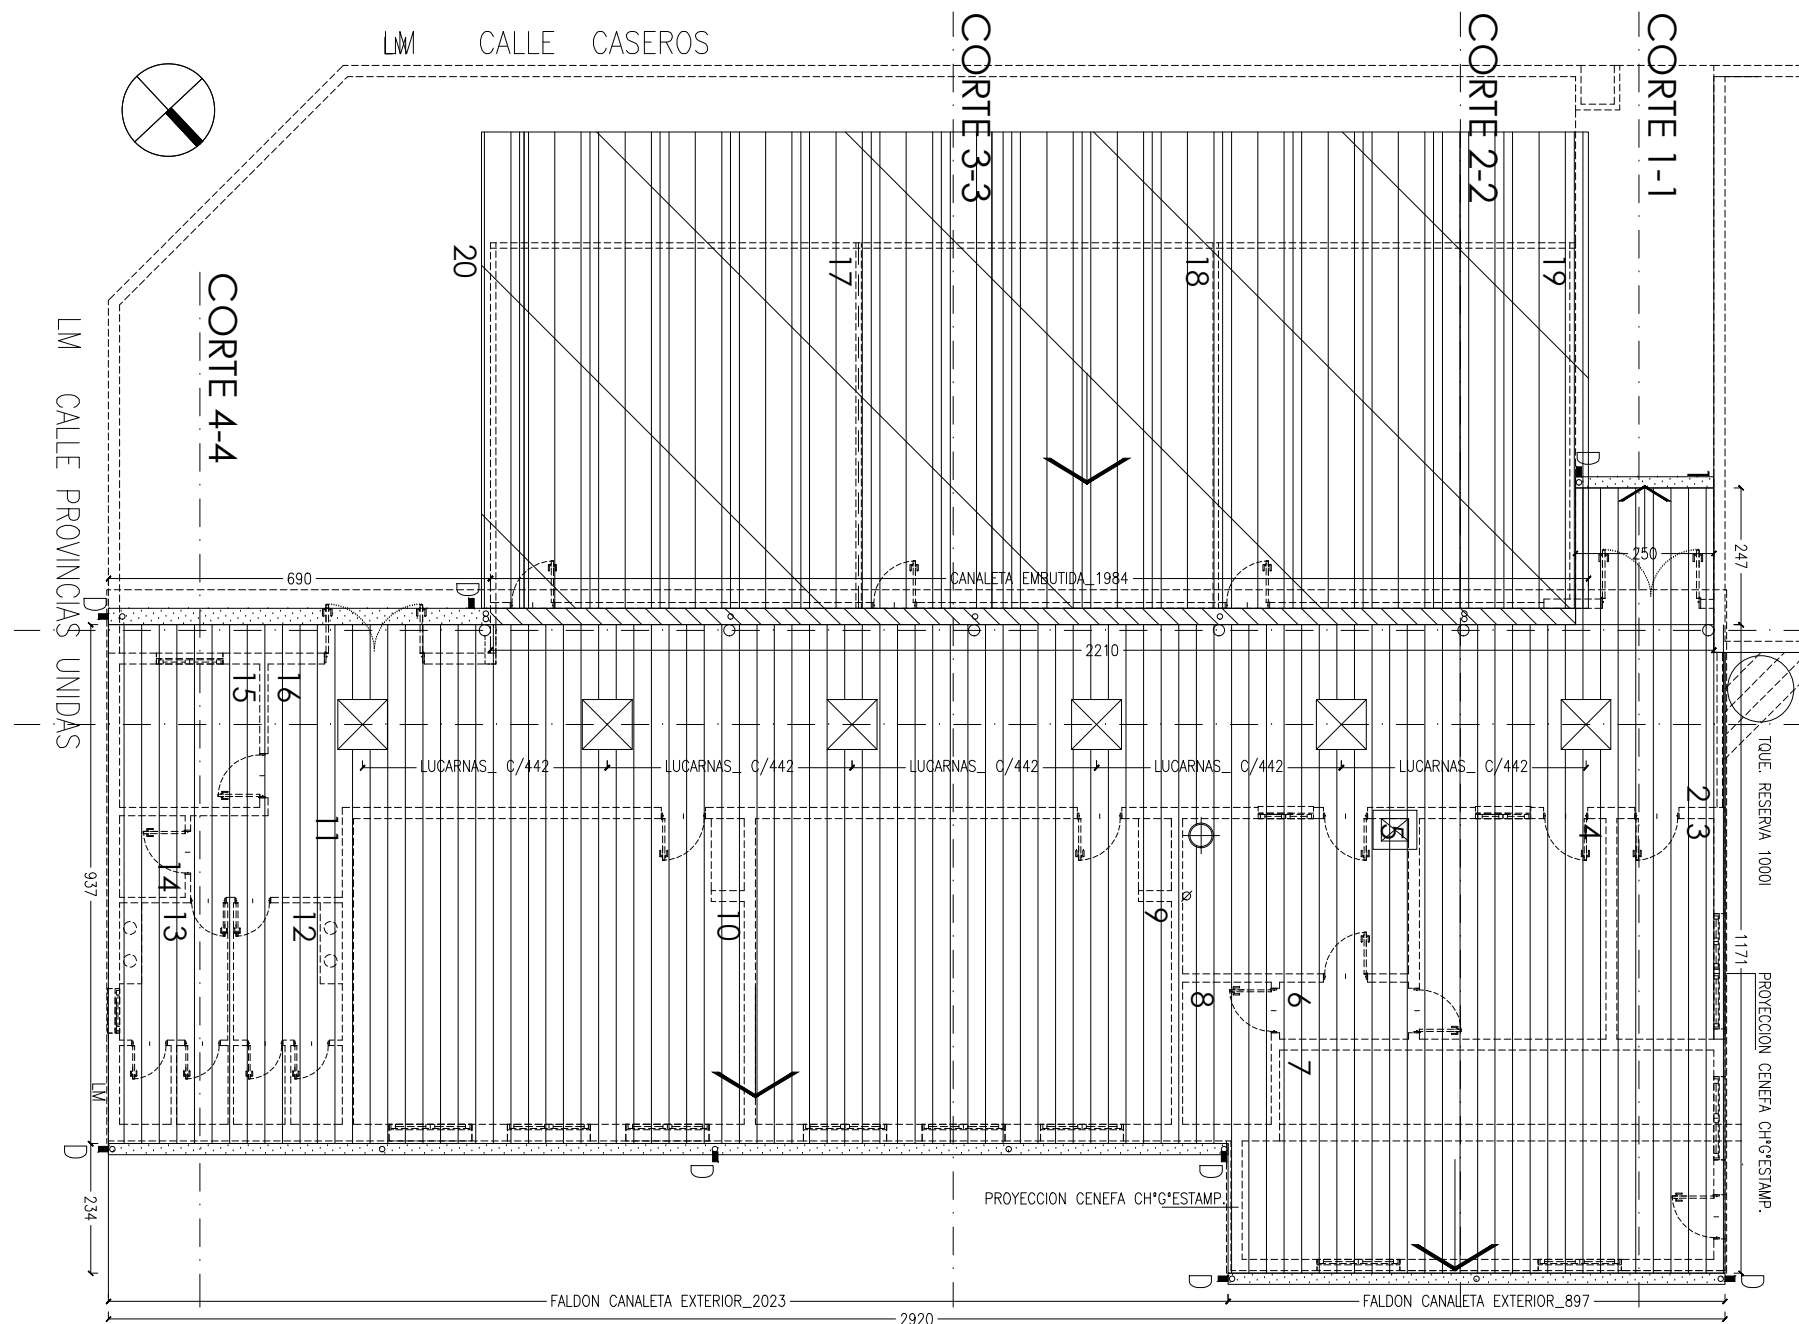 LM CALLE CASEROS
CORTE 3-3
CORTE 2-2
CORTE 1-1
CORTE 4-4
LM CALLE PROVINCIAS UNIDAS
20
17
18
19
1
D
D
D
690
CANALETA EMBUTIDA_1984
250
247
2210
15
16
LUCARNAS_ C/442
LUCARNAS_ C/442
LUCARNAS_ C/442
LUCARNAS_ C/442
LUCARNAS_ C/442
TQUE. RESERVA 1000l
2
3
4
5
11
14
13
12
10
9
8
6
7
937
1171
PROYECCION CENEFA CH°G°ESTAMP.
LM
D
D
D
234
PROYECCION CENEFA CH°G°ESTAMP.
D
D
FALDON CANALETA EXTERIOR_2023
FALDON CANALETA EXTERIOR_897
2920